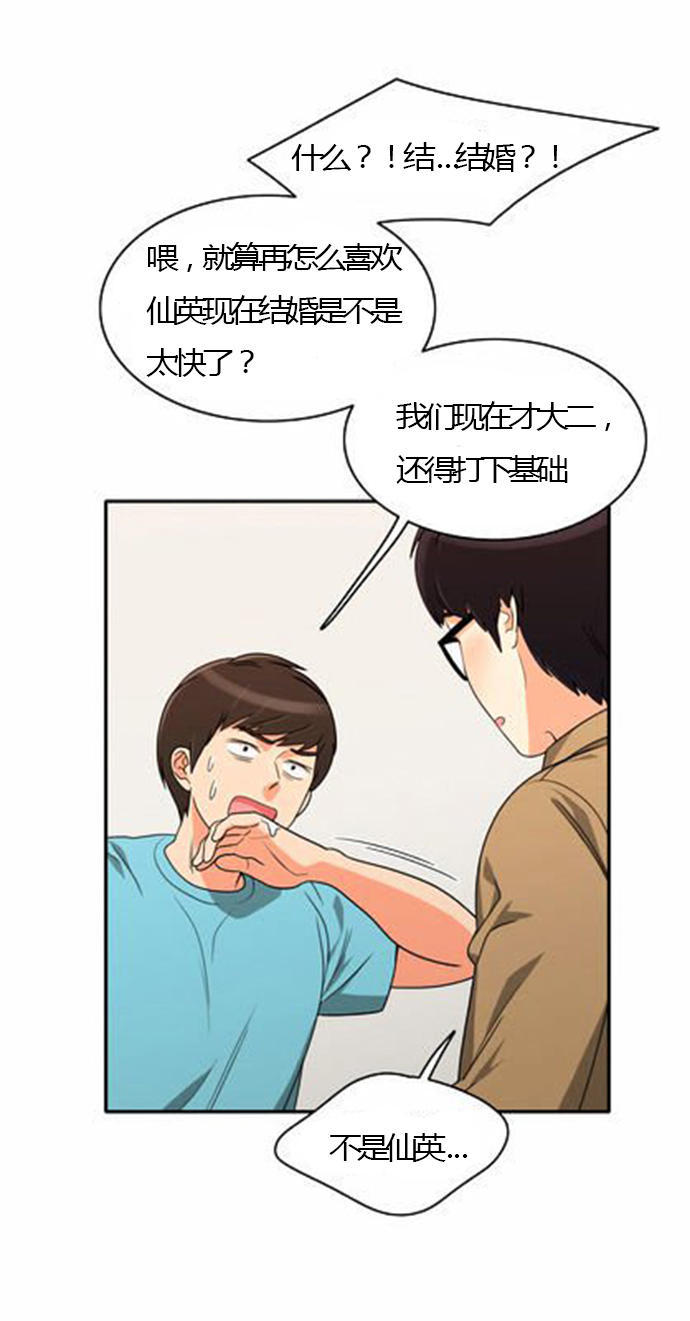 什么？！结...结婚？！
喂，就算再怎么喜欢
仙英现在结婚是不是
太快了？
我们现在才大二，
还得打下基础
不是仙英...